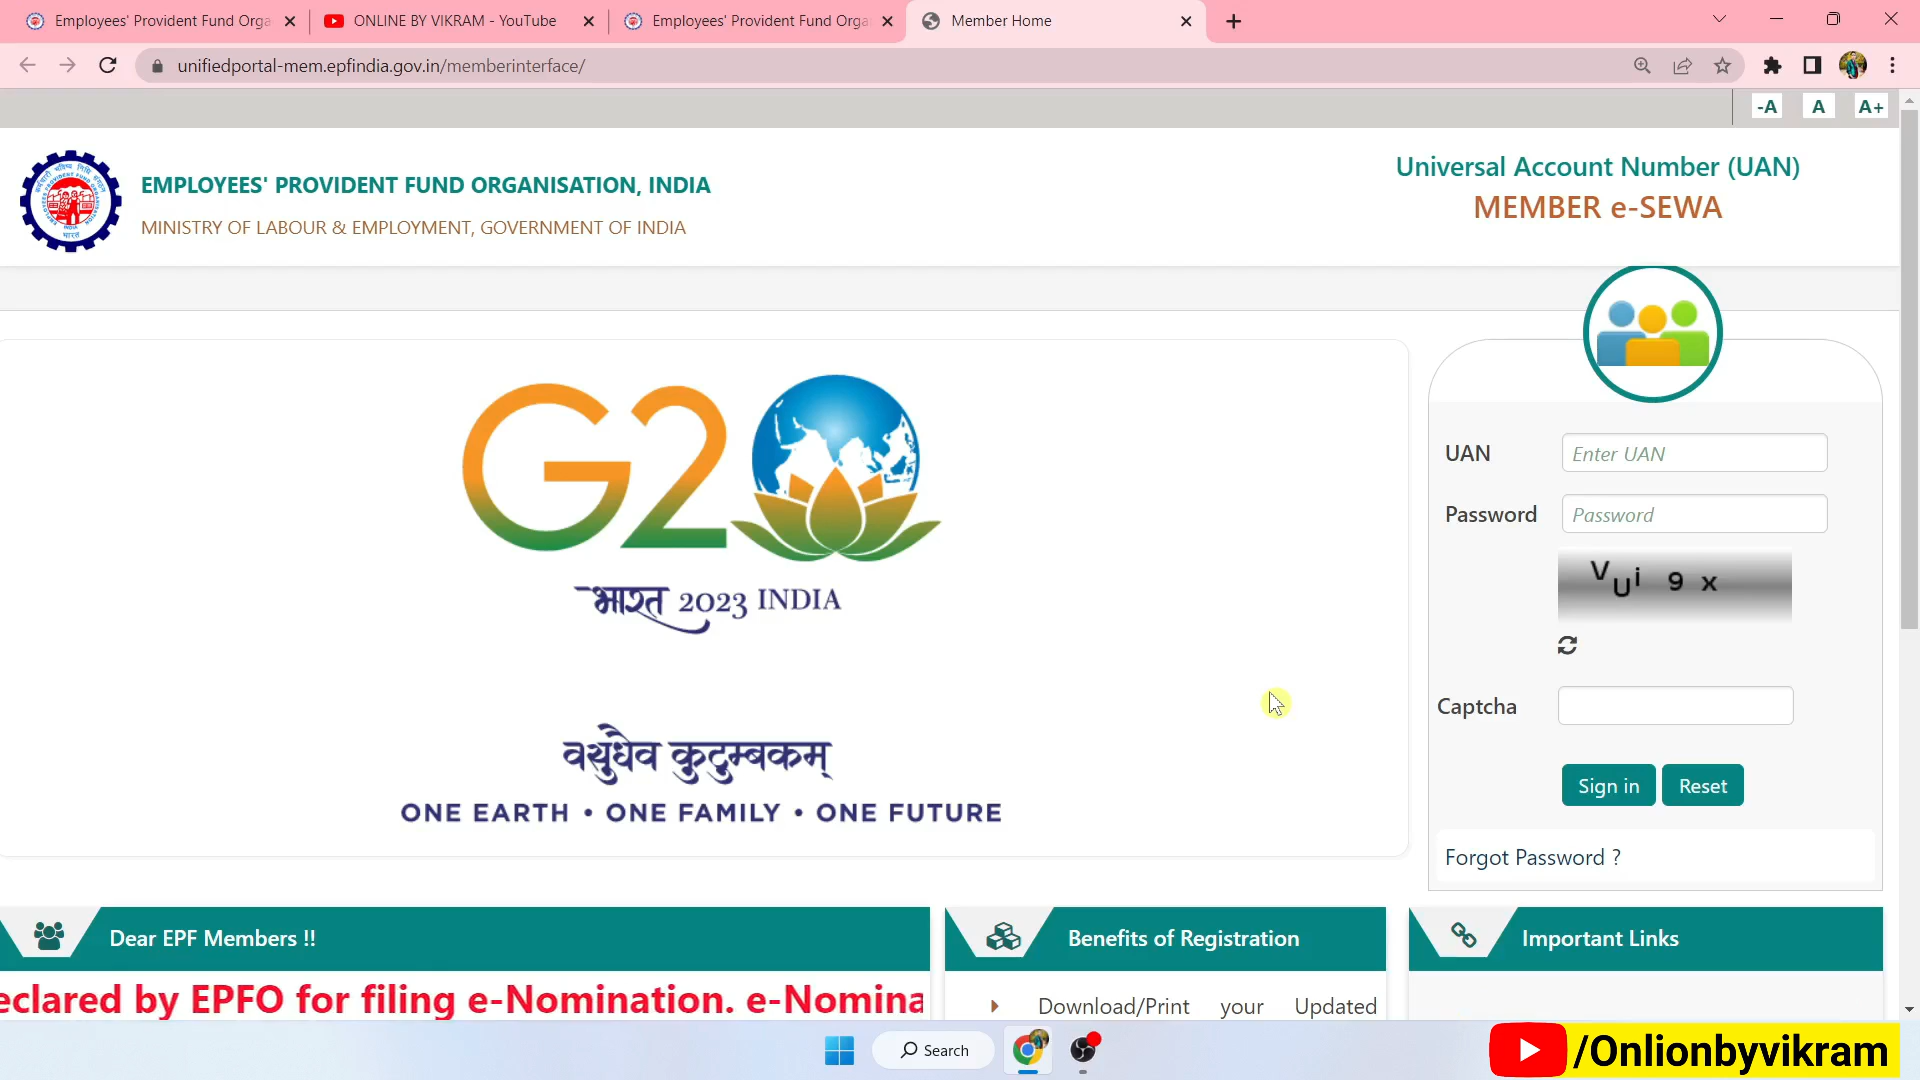 Employees' Provident Fund Orga
ONLINE BY VIKRAM - YouTube
Employees' Provident Fund Orga
Member Home
unifiedportal-mem.epfindia.gov.in/memberinterface/
-A A A+
EMPLOYEES' PROVIDENT FUND ORGANISATION, INDIA
MINISTRY OF LABOUR & EMPLOYMENT, GOVERNMENT OF INDIA
Universal Account Number (UAN)
MEMBER e-SEWA
G20
भारत 2023 INDIA
वसुधैव कुटुम्बकम्
ONE EARTH • ONE FAMILY • ONE FUTURE
UAN
Enter UAN
Password
Password
VUi 9 x
Captcha
Sign in
Reset
Forgot Password ?
Dear EPF Members !!
eclared by EPFO for filing e-Nomination. e-Nomina
Benefits of Registration
Download/Print your Updated
Important Links
Search
/Onlionbyvikram